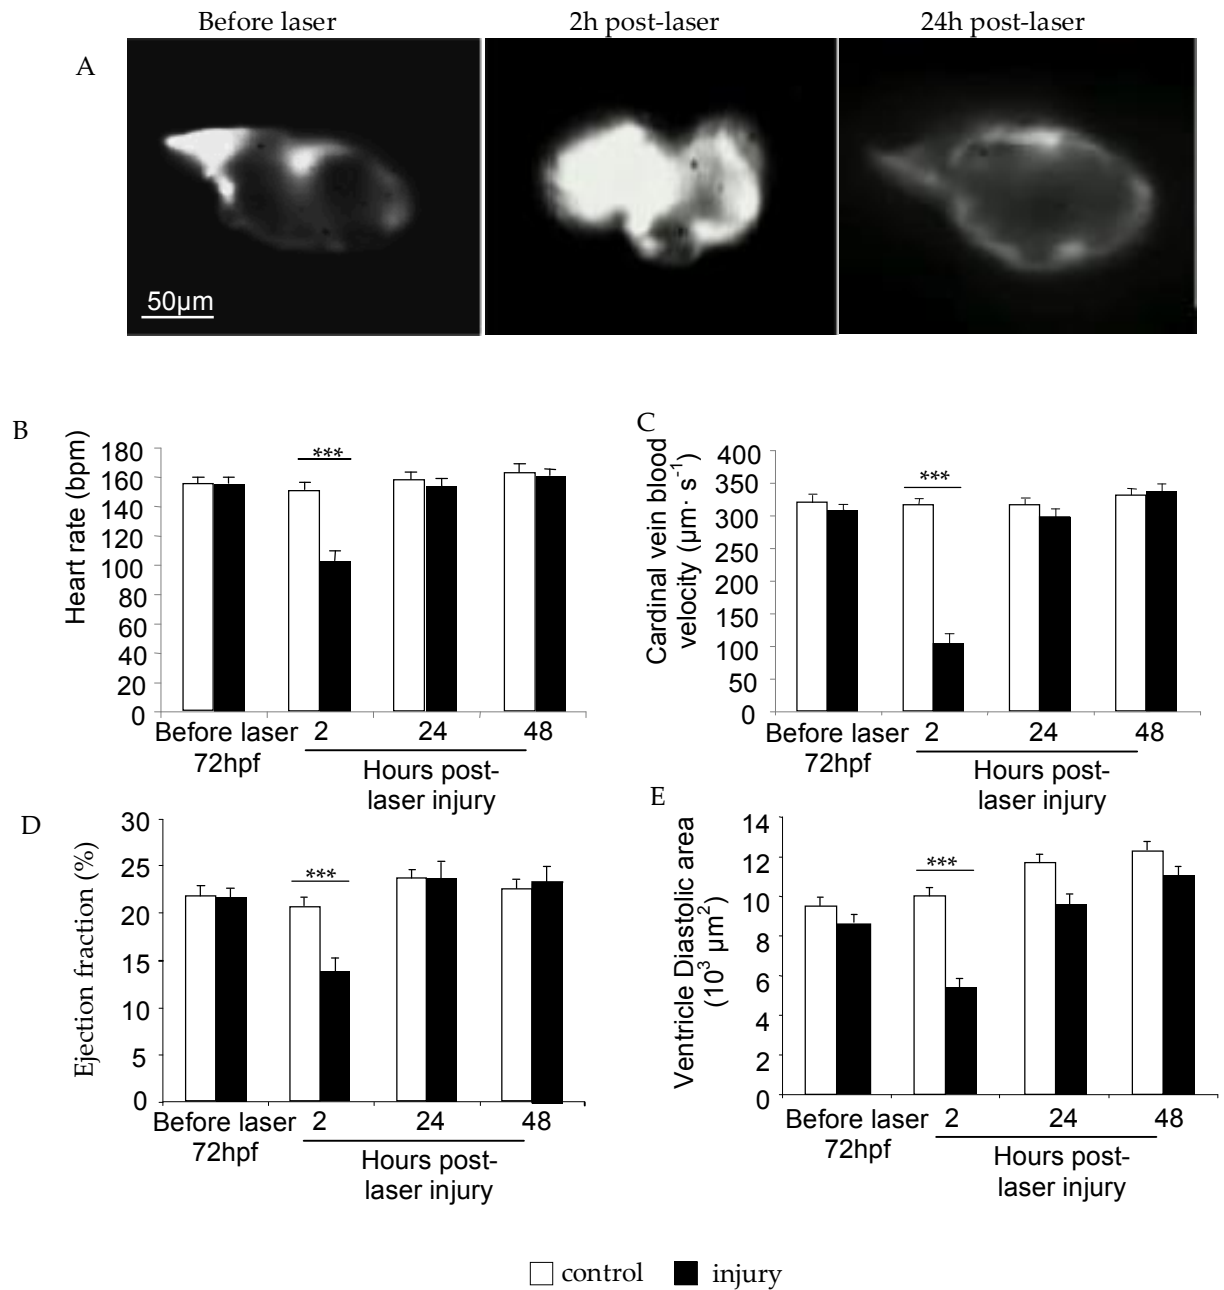 Before laser
2h post-laser
24h post-laser
A
50µm
B
Heart rate (bpm)
180
160
140
120
100
80
60
40
20
0
***
Before laser
72hpf
2
24
48
Hours post-
laser injury
C
Cardinal vein blood
velocity (µm· s⁻¹)
400
350
300
250
200
150
100
50
0
***
Before laser
72hpf
2
24
48
Hours post-
laser injury
D
Ejection fraction (%)
30
25
20
15
10
5
0
***
Before laser
72hpf
2
24
48
Hours post-
laser injury
E
Ventricle Diastolic area
(10³ µm²)
14
12
10
8
6
4
2
0
***
Before laser
72hpf
2
24
48
Hours post-
laser injury
control
injury